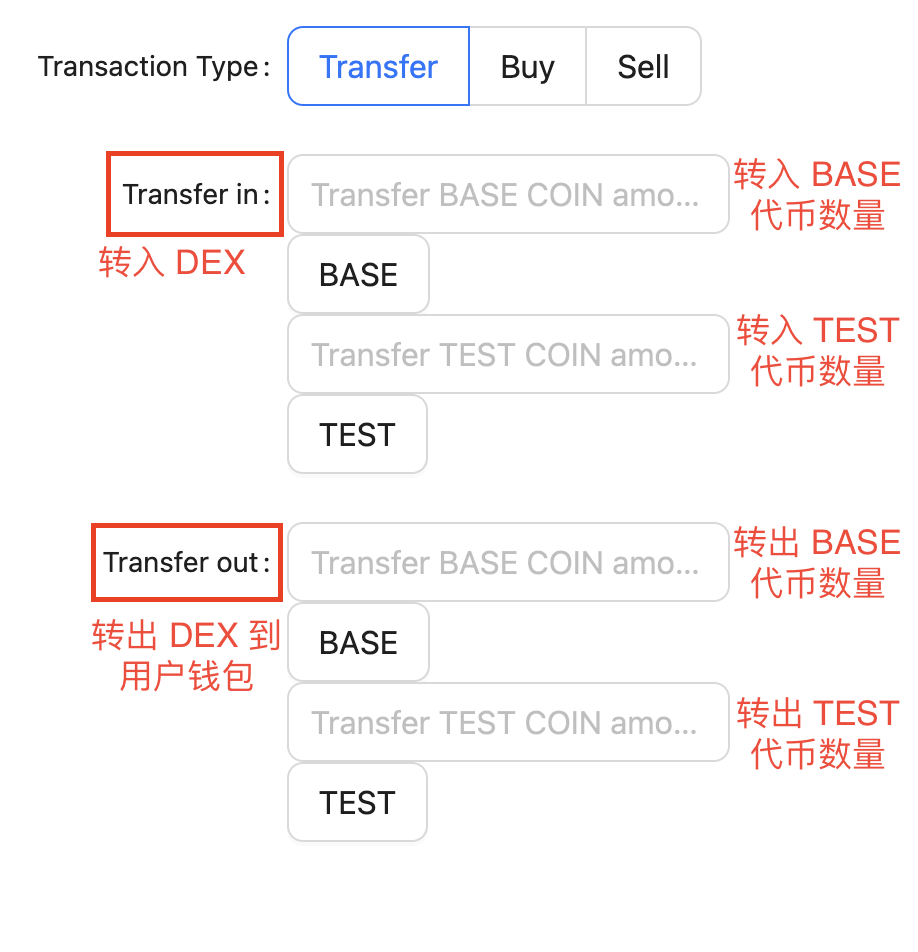 Transaction Type:
Transfer
Buy
Sell
Transfer in:
Transfer BASE COIN amo...
转入 BASE
代币数量
转入 DEX
BASE
Transfer TEST COIN amo...
转入 TEST
代币数量
TEST
Transfer out:
Transfer BASE COIN amo...
转出 BASE
代币数量
转出 DEX 到
用户钱包
BASE
Transfer TEST COIN amo...
转出 TEST
代币数量
TEST